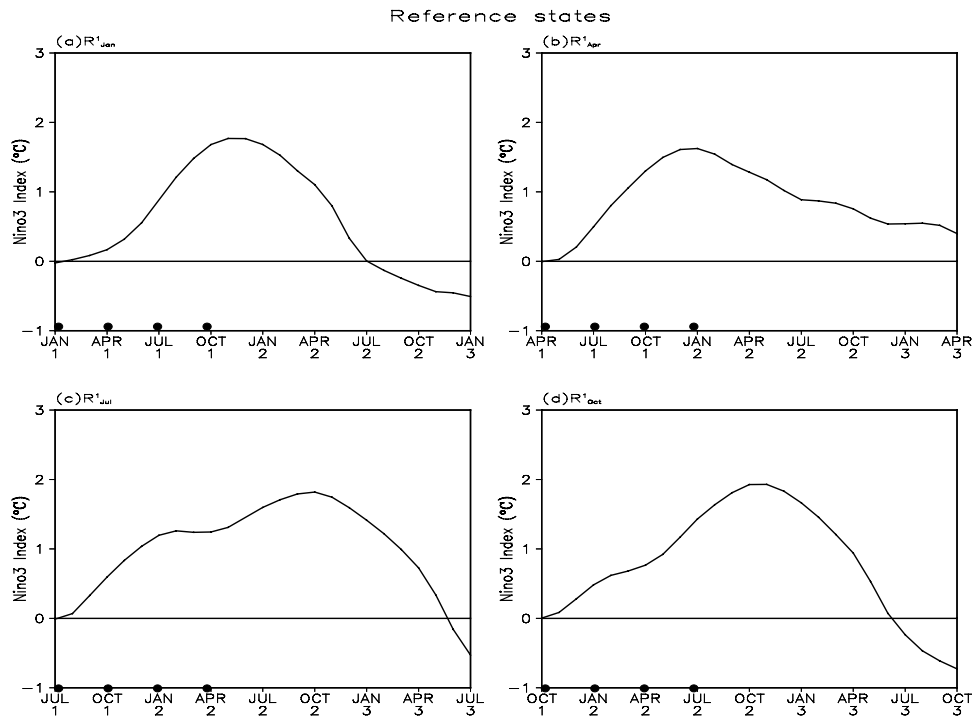 Reference states
(a)R¹Jan
(b)R¹Apr
3
2
1
0
−1
Nino3 Index (°C)
JAN APR JUL OCT JAN APR JUL OCT JAN
1 1 1 1 2 2 2 2 3
3
2
1
0
−1
Nino3 Index (°C)
APR JUL OCT JAN APR JUL OCT JAN APR
1 1 1 2 2 2 2 3 3
(c)R¹Jul
(d)R¹Oct
3
2
1
0
−1
Nino3 Index (°C)
JUL OCT JAN APR JUL OCT JAN APR JUL
1 1 2 2 2 2 3 3 3
3
2
1
0
−1
Nino3 Index (°C)
OCT JAN APR JUL OCT JAN APR JUL OCT
1 2 2 2 2 3 3 3 3